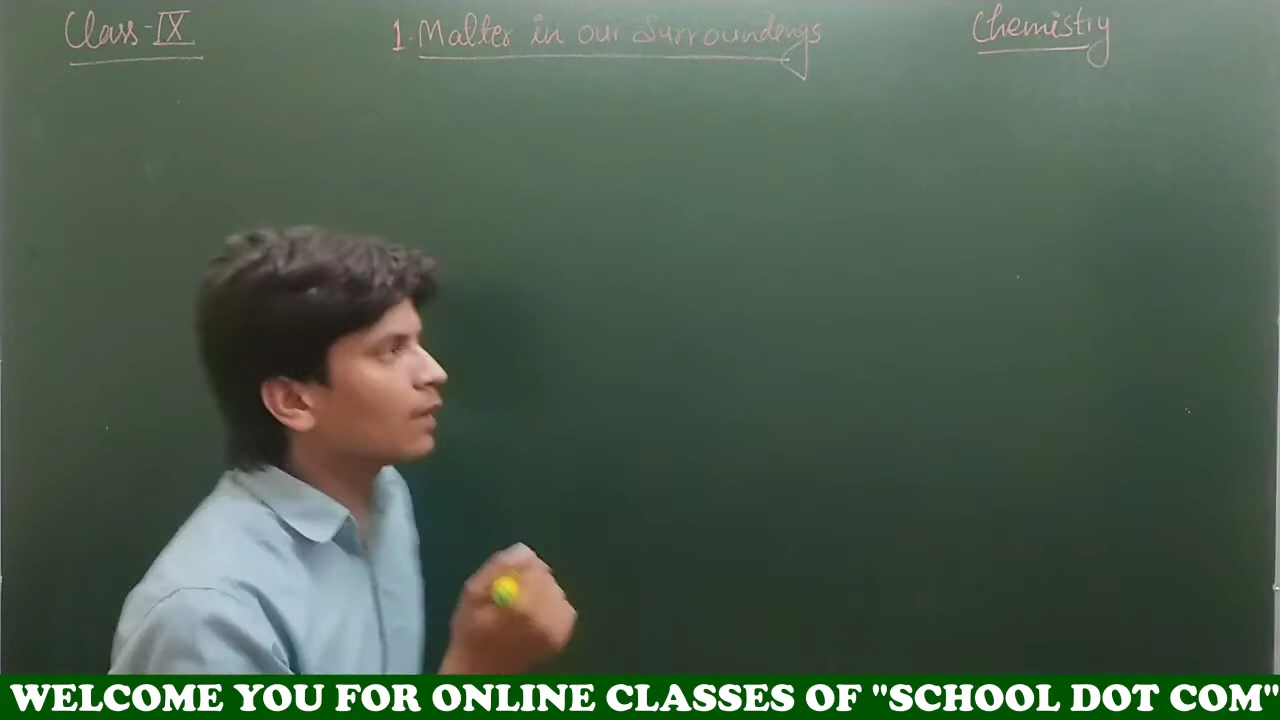 Class-IX 1. Matter in our Surroundings Chemistry
WELCOME YOU FOR ONLINE CLASSES OF "SCHOOL DOT COM"